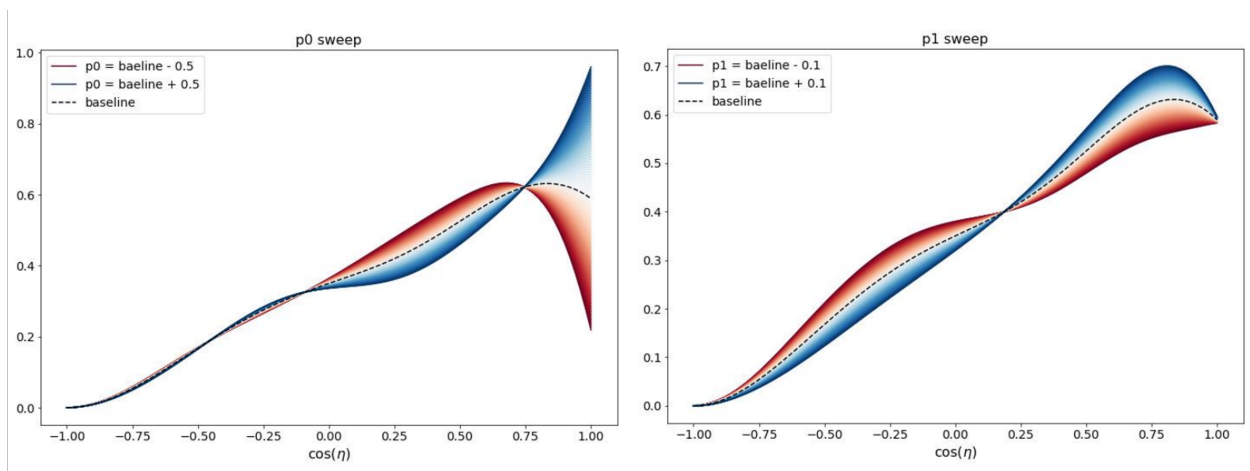 p0 sweep
p0 = baeline - 0.5
p0 = baeline + 0.5
baseline
1.0
0.8
0.6
0.4
0.2
0.0
−1.00 −0.75 −0.50 −0.25 0.00 0.25 0.50 0.75 1.00
cos(η)
p1 sweep
p1 = baeline - 0.1
p1 = baeline + 0.1
baseline
0.7
0.6
0.5
0.4
0.3
0.2
0.1
0.0
−1.00 −0.75 −0.50 −0.25 0.00 0.25 0.50 0.75 1.00
cos(η)